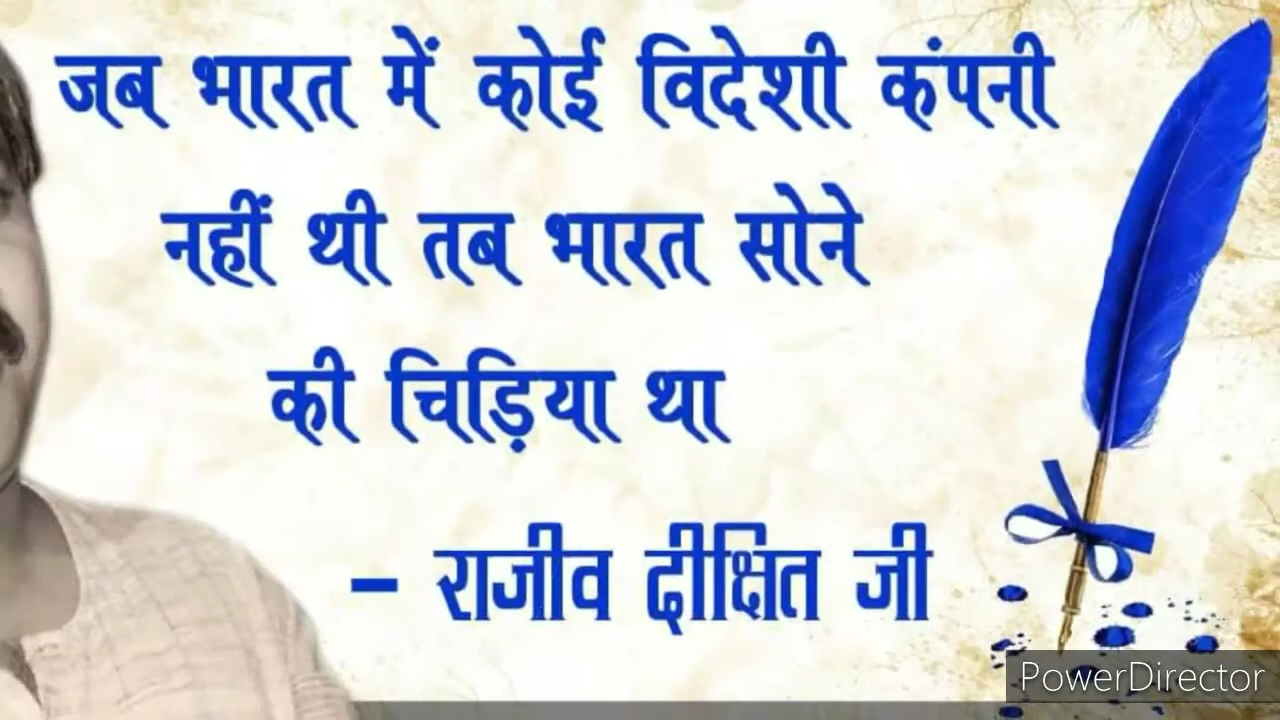 जब भारत में कोई विदेशी कंपनी
नहीं थी तब भारत सोने
की चिड़िया था
- राजीव दीक्षित जी
PowerDirector